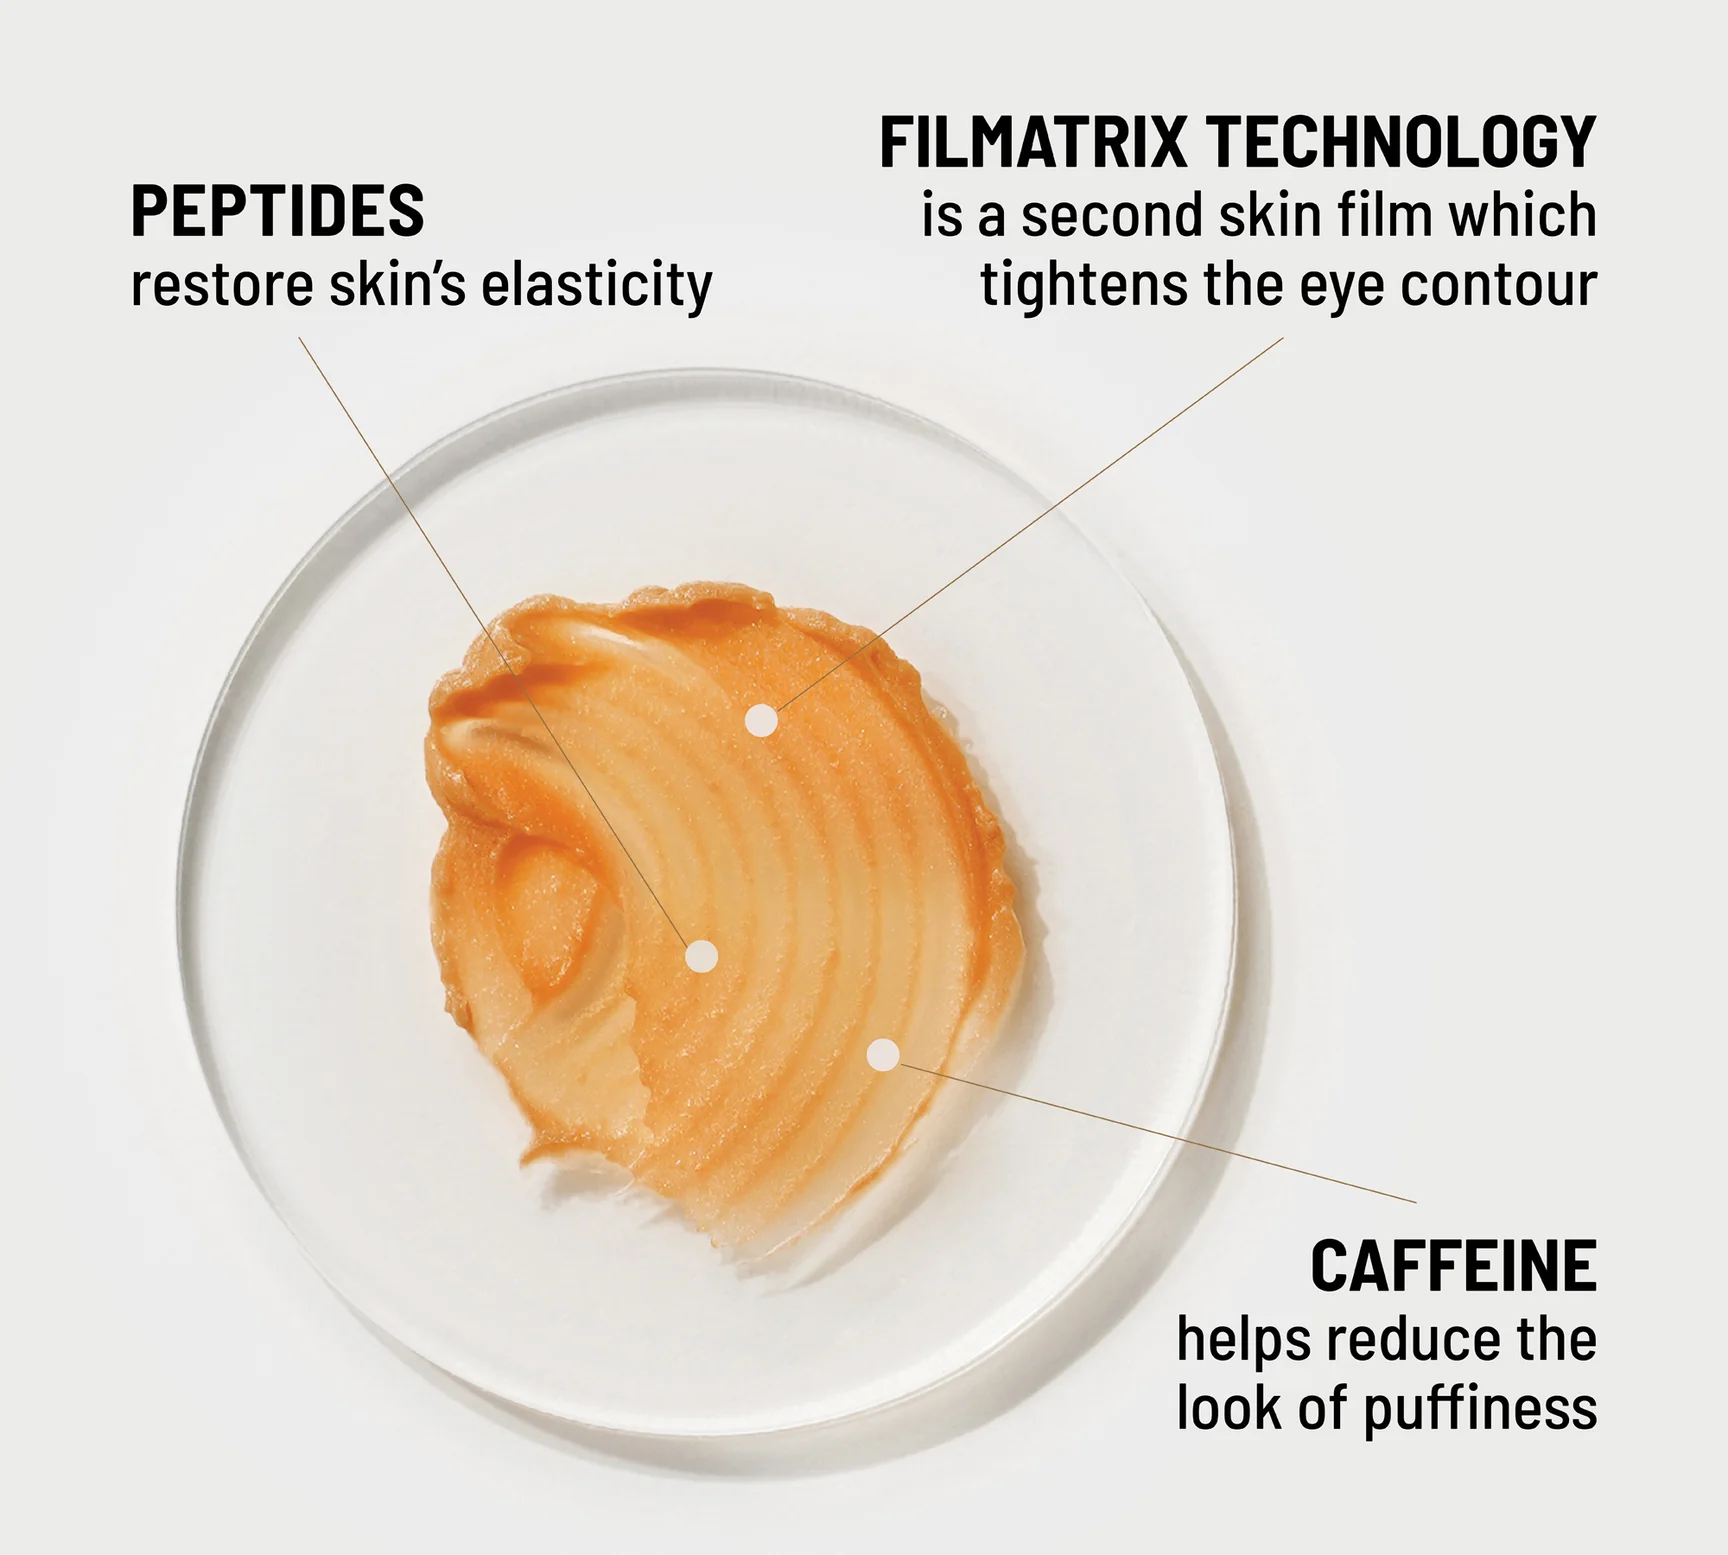 PEPTIDES
restore skin’s elasticity
FILMATRIX TECHNOLOGY
is a second skin film which
tightens the eye contour
CAFFEINE
helps reduce the
look of puffiness